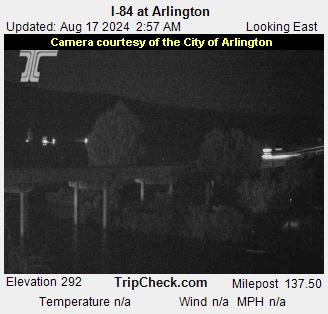 I-84 at Arlington
Updated: Aug 17 2024 2:57 AM Looking East
Camera courtesy of the City of Arlington
Elevation 292 TripCheck.com Milepost 137.50
Temperature n/a Wind n/a MPH n/a